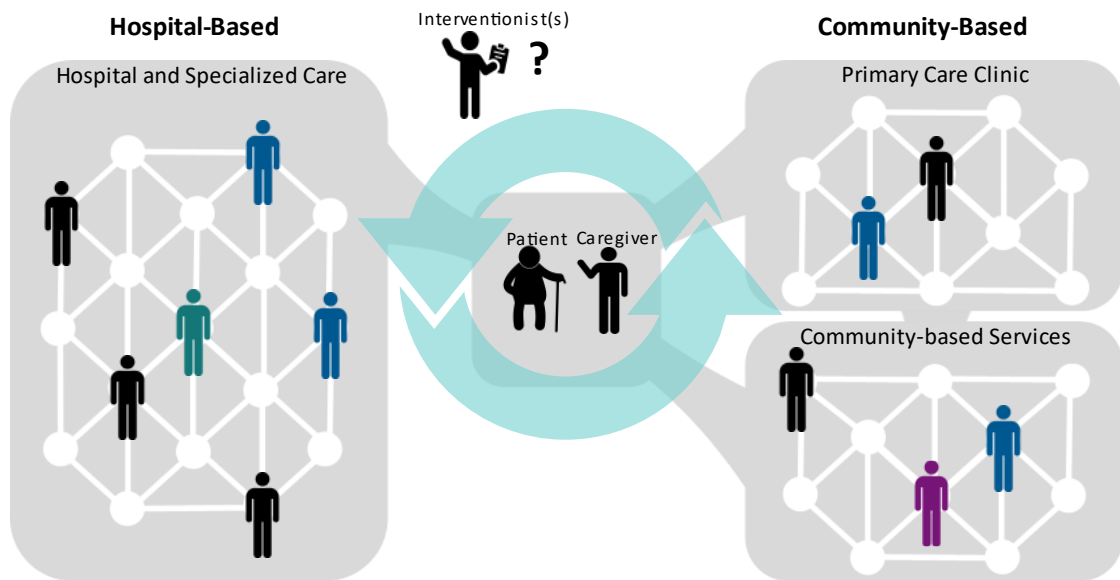 Hospital-Based
Interventionist(s)
Community-Based
Hospital and Specialized Care
?
Primary Care Clinic
Patient
Caregiver
Community-based Services